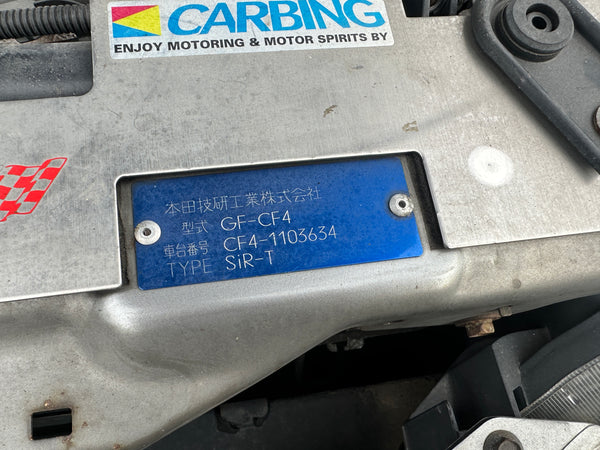 CARBING
ENJOY MOTORING & MOTOR SPIRITS BY
本田技研工業株式会社
型式 GF-CF4
車台番号 CF4-1103634
TYPE SiR-T